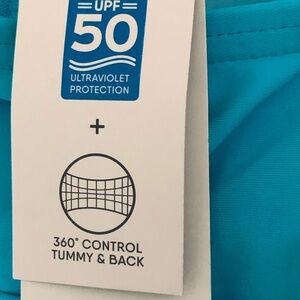 UPF
50
ULTRAVIOLET
PROTECTION
+
360° CONTROL
TUMMY & BACK